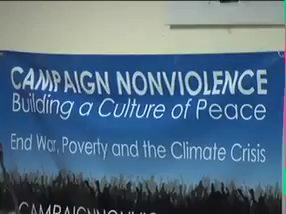 CAMPAIGN NONVIOLENCE
Building a Culture of Peace
End War, Poverty and the Climate Crisis